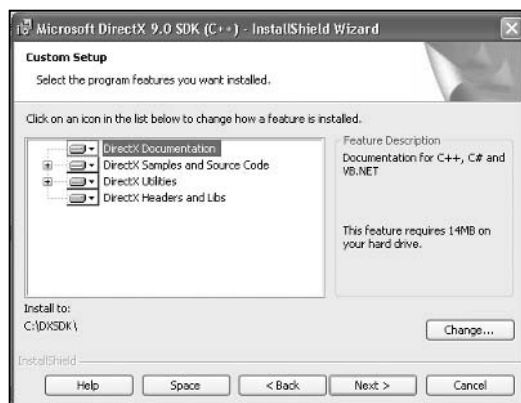 Microsoft DirectX 9.0 SDK (C++) - InstallShield Wizard
Custom Setup
Select the program features you want installed.
Click on an icon in the list below to change how a feature is installed.
DirectX Documentation
DirectX Samples and Source Code
DirectX Utilities
DirectX Headers and Libs
Feature Description
Documentation for C++, C# and
VB.NET
This feature requires 14MB on
your hard drive.
Install to:
C:\DXSDK\
Change...
InstallShield
Help
Space
< Back
Next >
Cancel